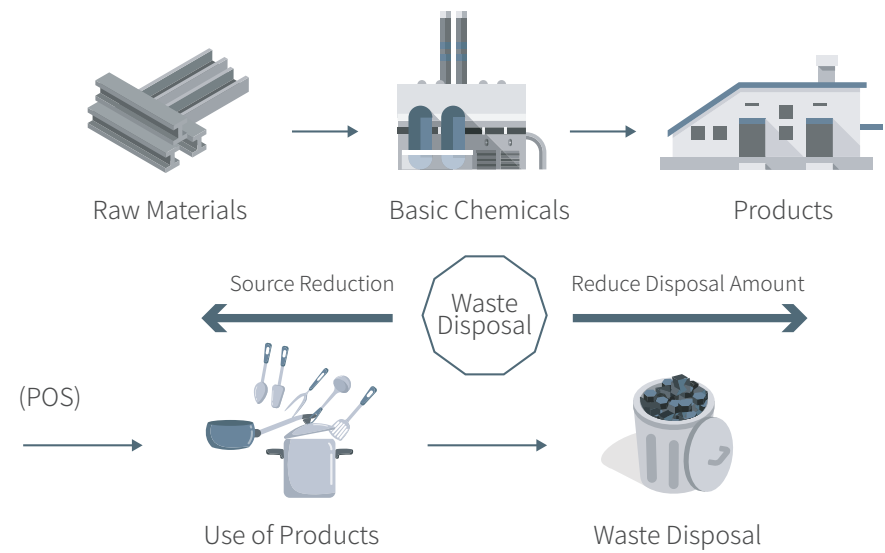 Raw Materials
Basic Chemicals
Products
Source Reduction
Waste
Disposal
Reduce Disposal Amount
(POS)
Use of Products
Waste Disposal